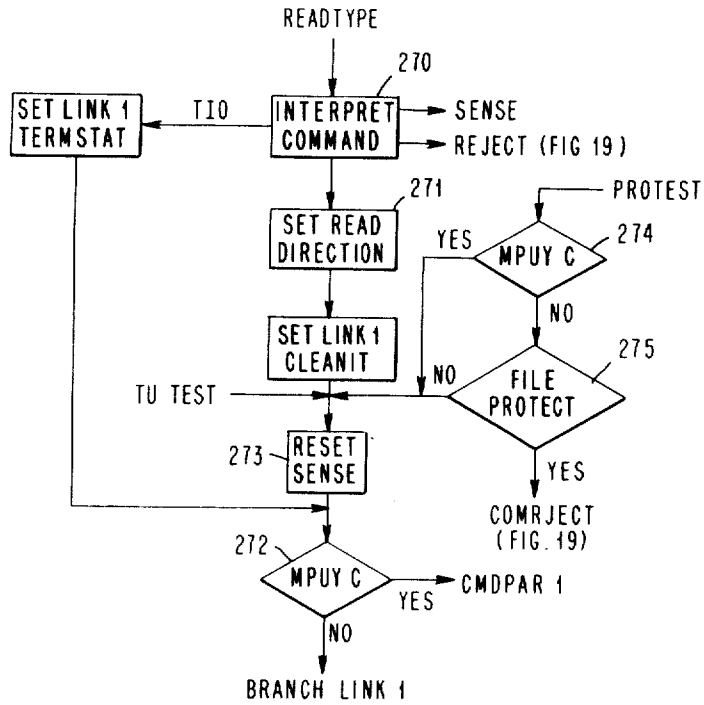 READTYPE
270
SET LINK 1
TERMSTAT
TIO
INTERPRET
COMMAND
SENSE
REJECT (FIG 19)
271
SET READ
DIRECTION
PROTEST
YES
MPUY C
274
NO
SET LINK 1
CLEANIT
275
NO
FILE
PROTECT
TU TEST
273
RESET
SENSE
YES
COMRJECT
(FIG. 19)
272
MPUY C
YES
CMDPAR 1
NO
BRANCH LINK 1